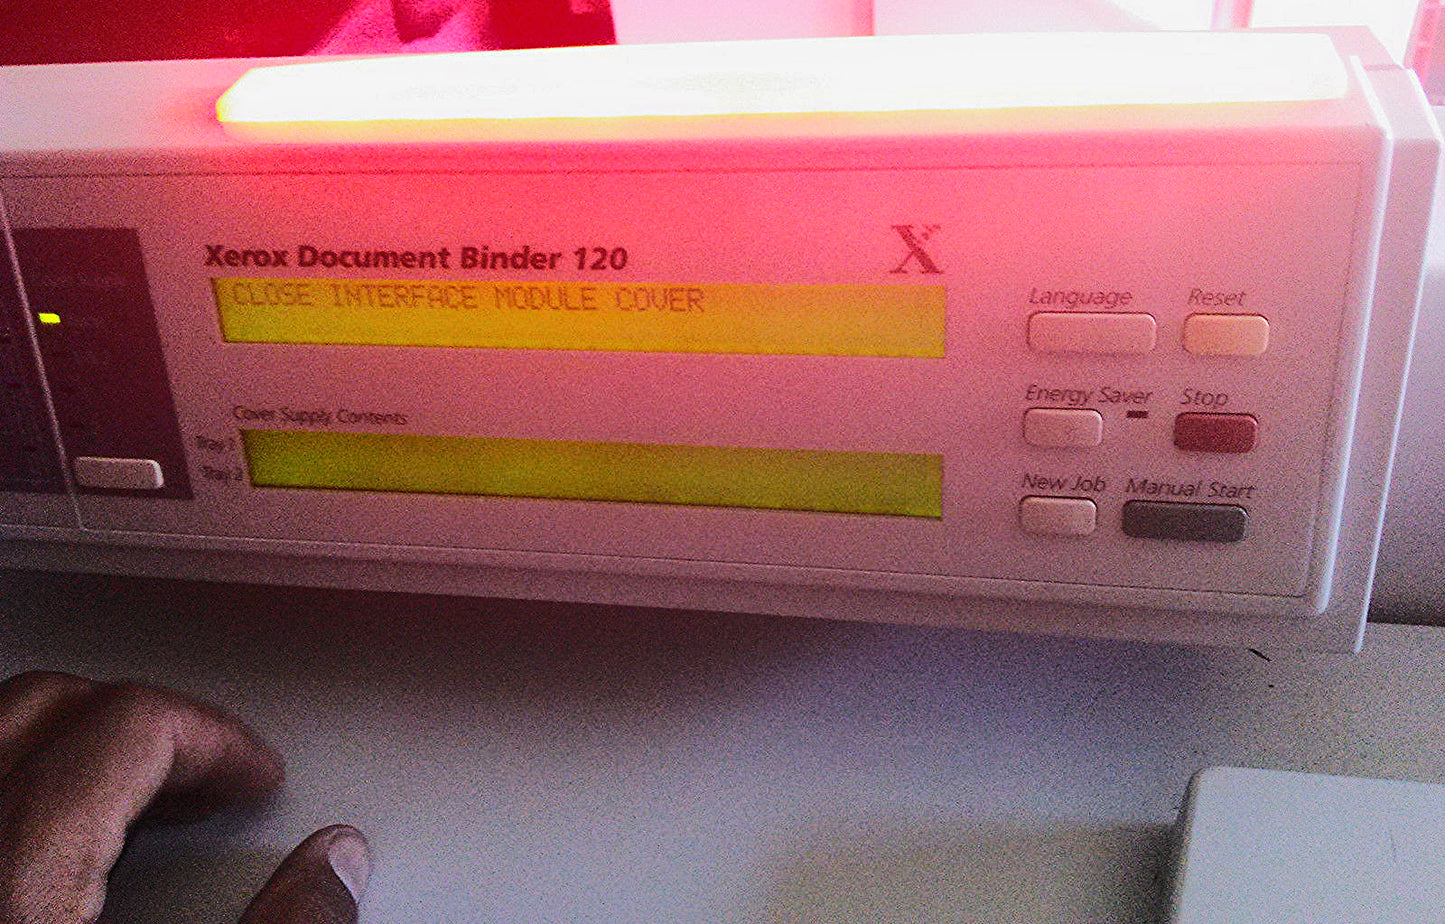 Xerox Document Binder 120
X
CLOSE INTERFACE MODULE COVER
Language Reset
Cover Supply Contents
Energy Saver Stop
Tray 1
Tray 2
New Job Manual Start